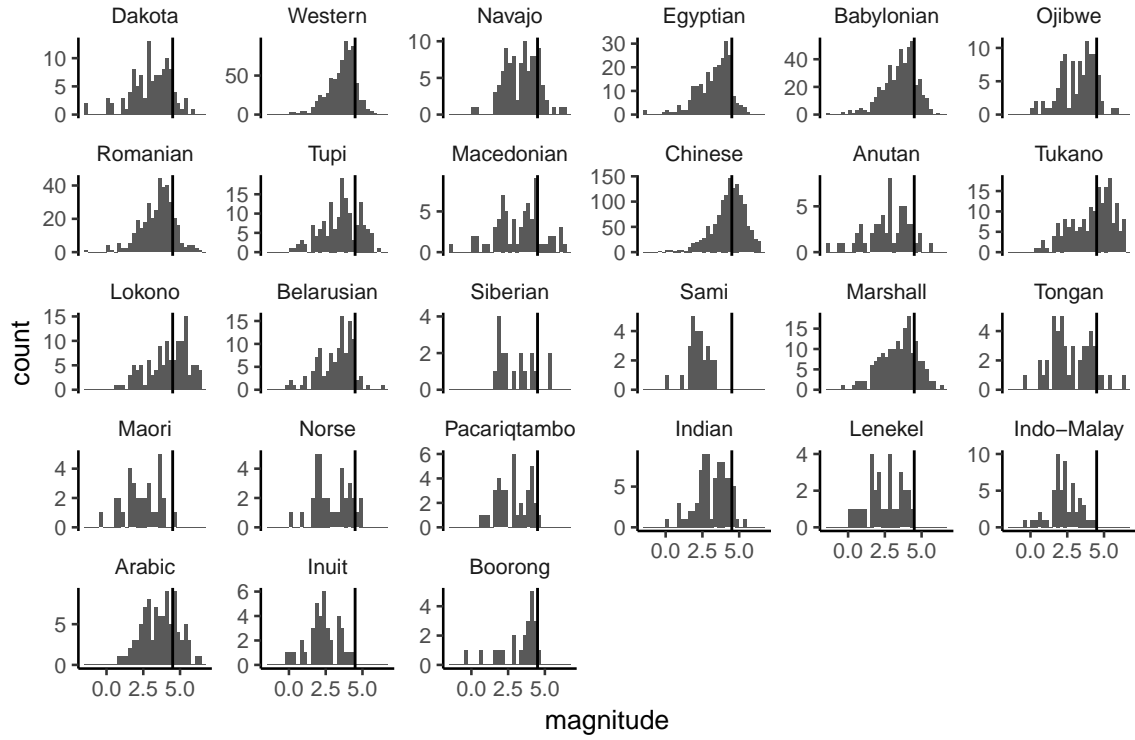 Dakota Western Navajo Egyptian Babylonian Ojibwe
10 5 0
50 0
10 5 0
30 20 10 0
40 20 0
10 5 0
Romanian Tupi Macedonian Chinese Anutan Tukano
40 20 0
15 10 5 0
5 0
150 100 50 0
5 0
15 10 5 0
Lokono Belarusian Siberian Sami Marshall Tongan
15 10 5 0
15 10 5 0
4 2 0
4 2 0
15 10 5 0
4 2 0
count
Maori Norse Pacariqtambo Indian Lenekel Indo−Malay
4 2 0
4 2 0
6 4 2 0
5 0
4 2 0
10 5 0
0.0 2.5 5.0 0.0 2.5 5.0 0.0 2.5 5.0
Arabic Inuit Boorong
5 0
6 4 2 0
4 2 0
0.0 2.5 5.0 0.0 2.5 5.0 0.0 2.5 5.0
magnitude